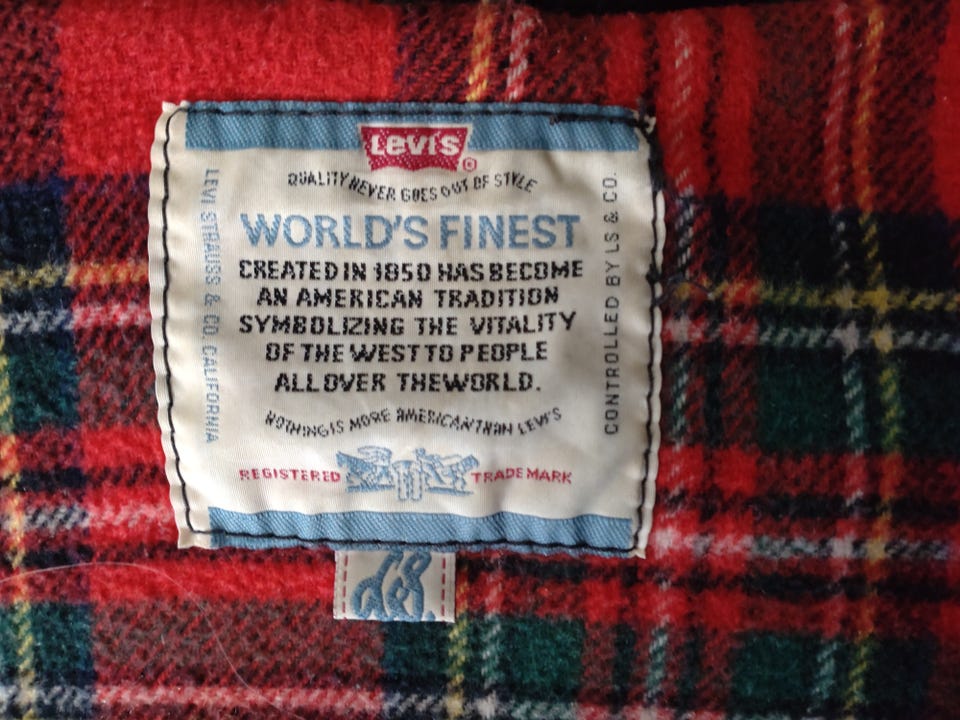 Levi's ®
QUALITY NEVER GOES OUT OF STYLE
WORLD'S FINEST
CREATED IN 1850 HAS BECOME
AN AMERICAN TRADITION
SYMBOLIZING THE VITALITY
OF THE WEST TO PEOPLE
ALL OVER THE WORLD.
NOTHING IS MORE AMERICAN THAN LEVI'S
REGISTERED TRADE MARK
LEVI STRAUSS & CO. CALIFORNIA
CONTROLLED BY LS & CO.